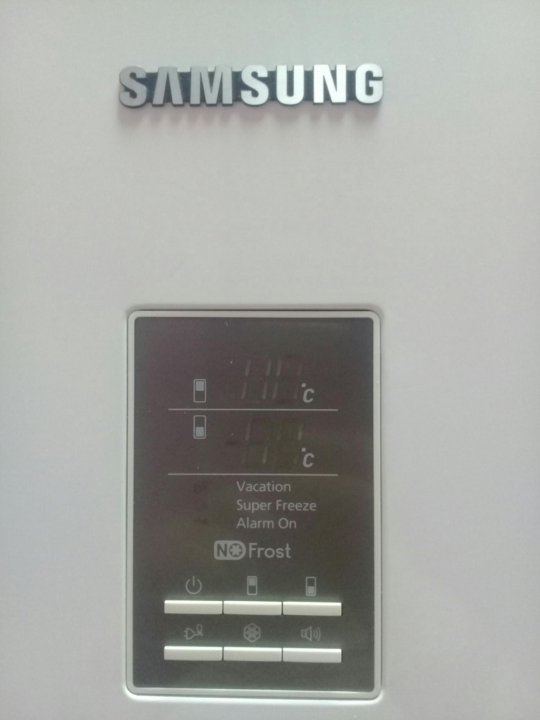 SAMSUNG
°C
°C
Vacation
Super Freeze
Alarm On
NO Frost